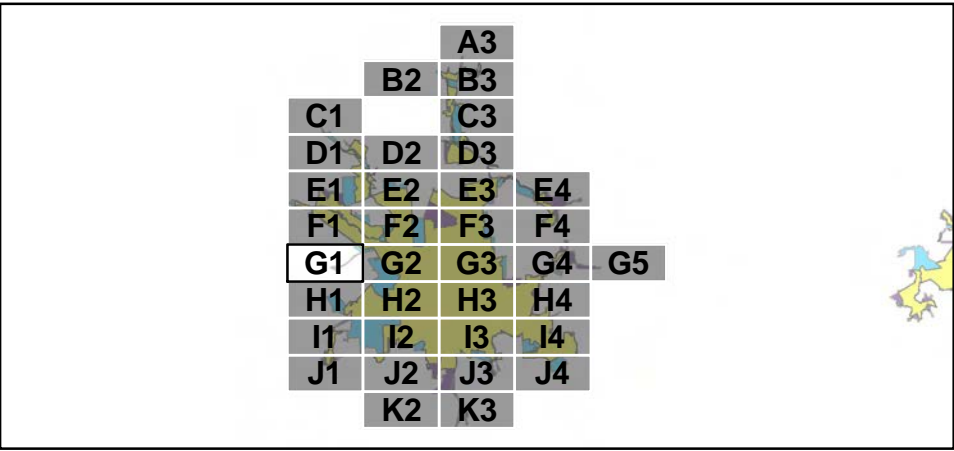 A3
B2 B3
C1 C3
D1 D2 D3
E1 E2 E3 E4
F1 F2 F3 F4
G1 G2 G3 G4 G5
H1 H2 H3 H4
I1 I2 I3 I4
J1 J2 J3 J4
K2 K3